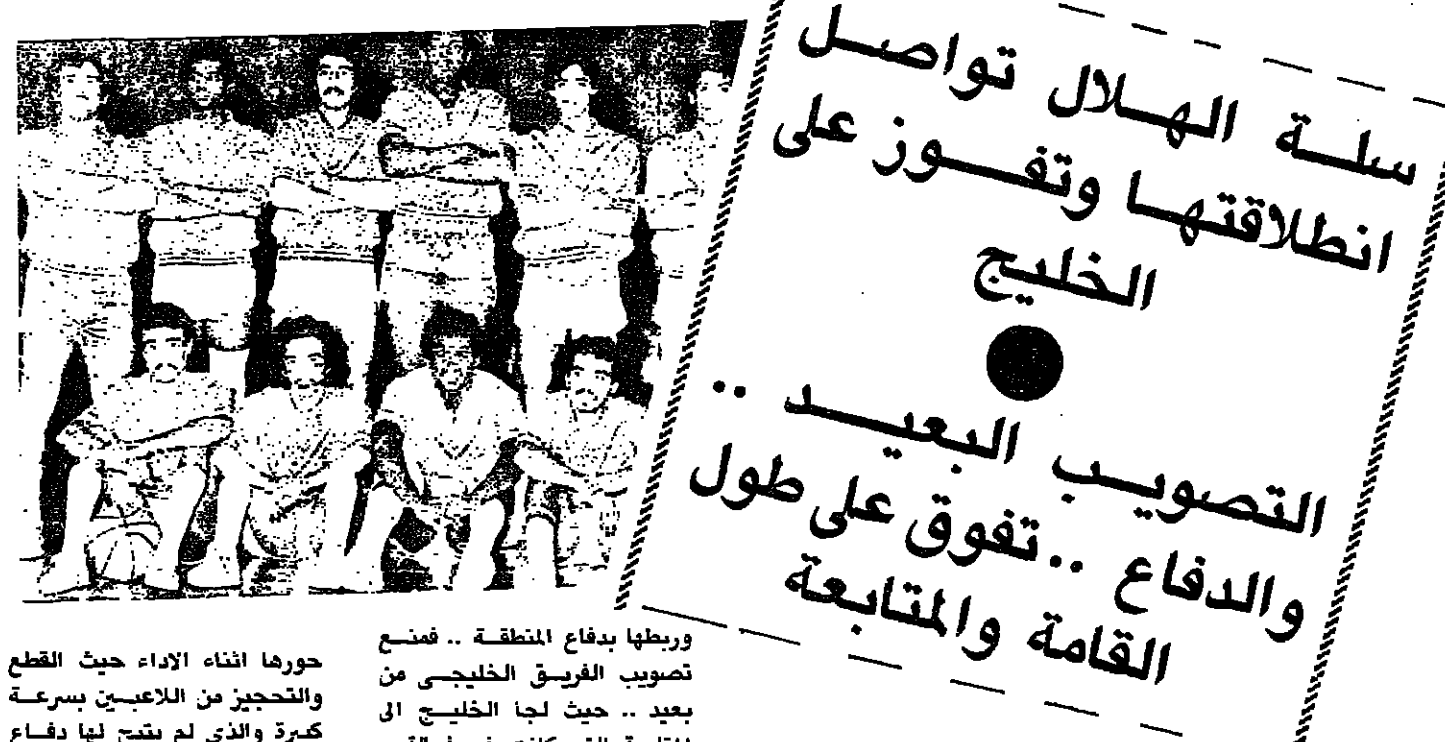 سلة الهلال تواصل
انطلاقتها وتفوز على
الخليج
التصويب البعيد ..
والدفاع .. تفوق على طول
القامة والمتابعة
وربطها بدفاع المنطقة .. فمنع
تصويب الفريق الخليجى من
بعيد .. حيث لجأ الخليج الى
حورها اثناء الاداء حيث القطع
والتحجيز من اللاعبين بسرعة
كبيرة والذي لم يتيح لها دفاع